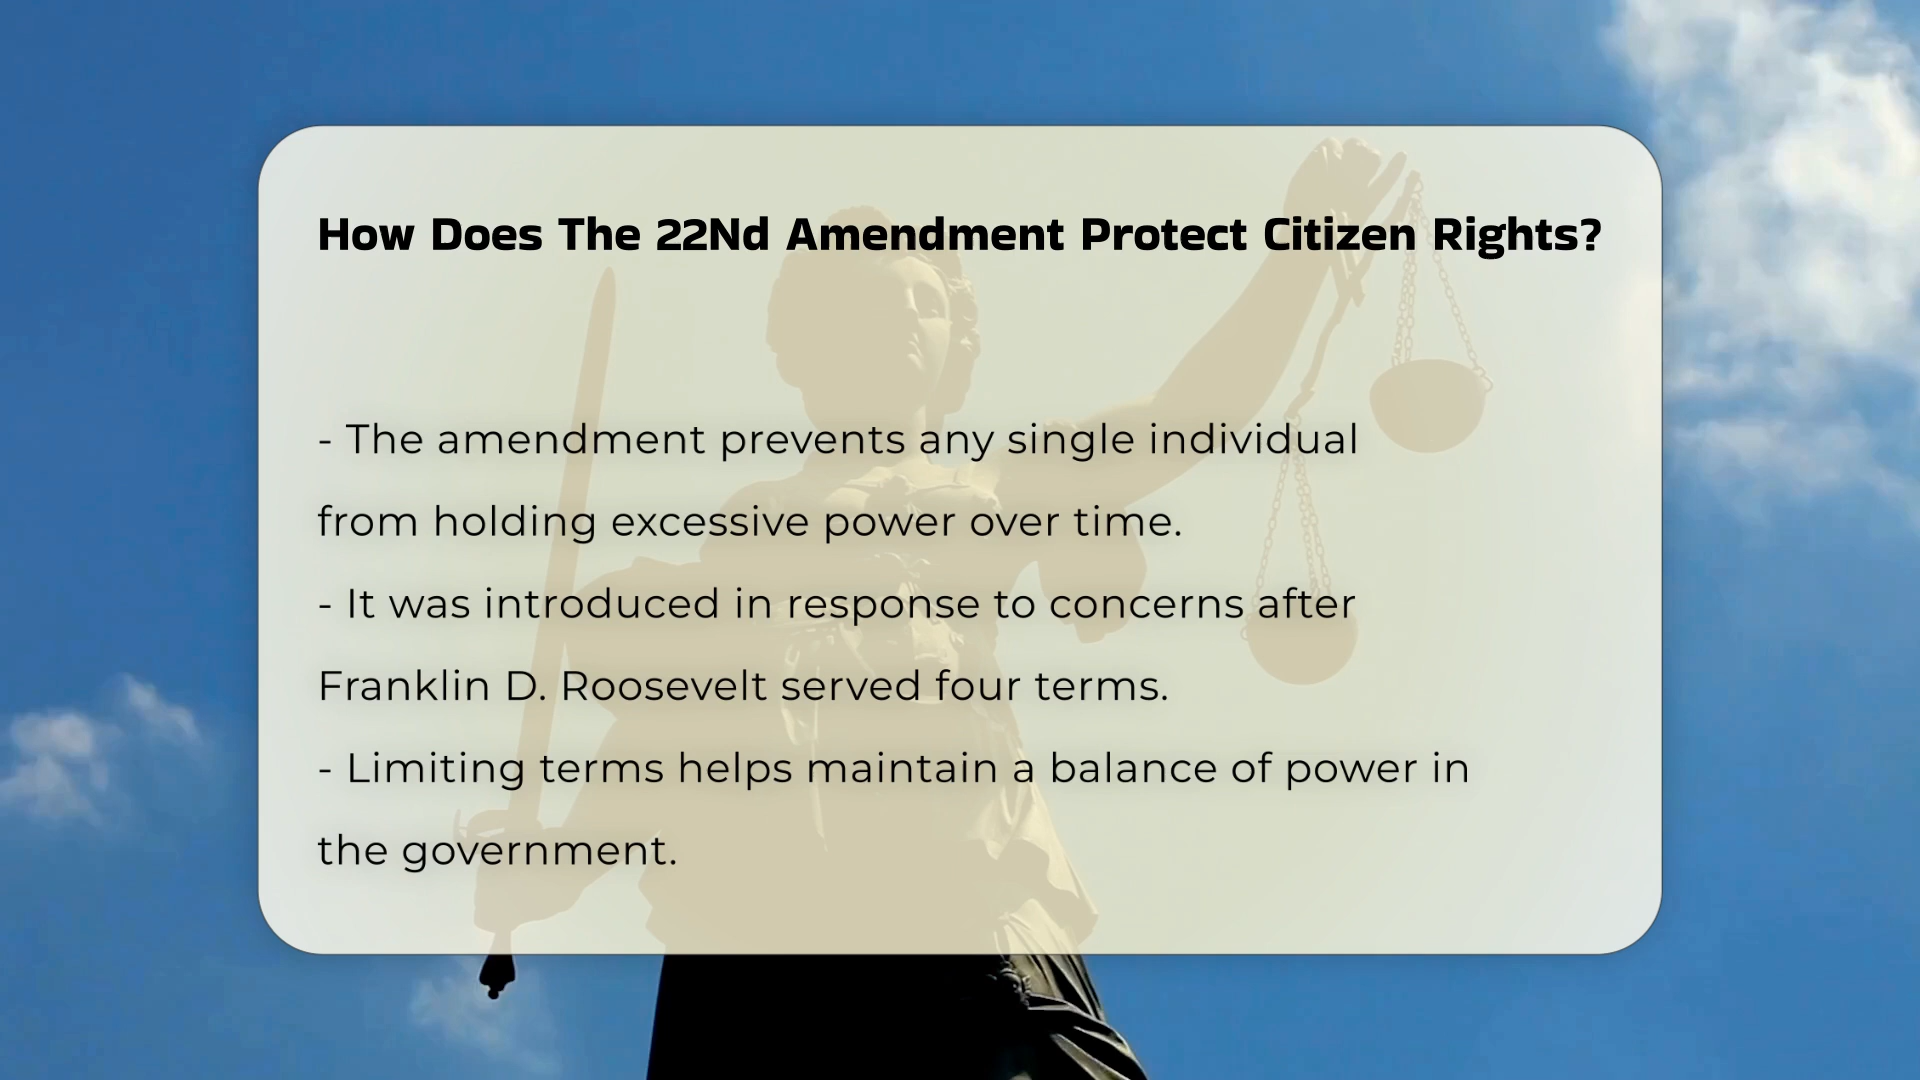 How Does The 22Nd Amendment Protect Citizen Rights?
- The amendment prevents any single individual
from holding excessive power over time.
- It was introduced in response to concerns after
Franklin D. Roosevelt served four terms.
- Limiting terms helps maintain a balance of power in
the government.